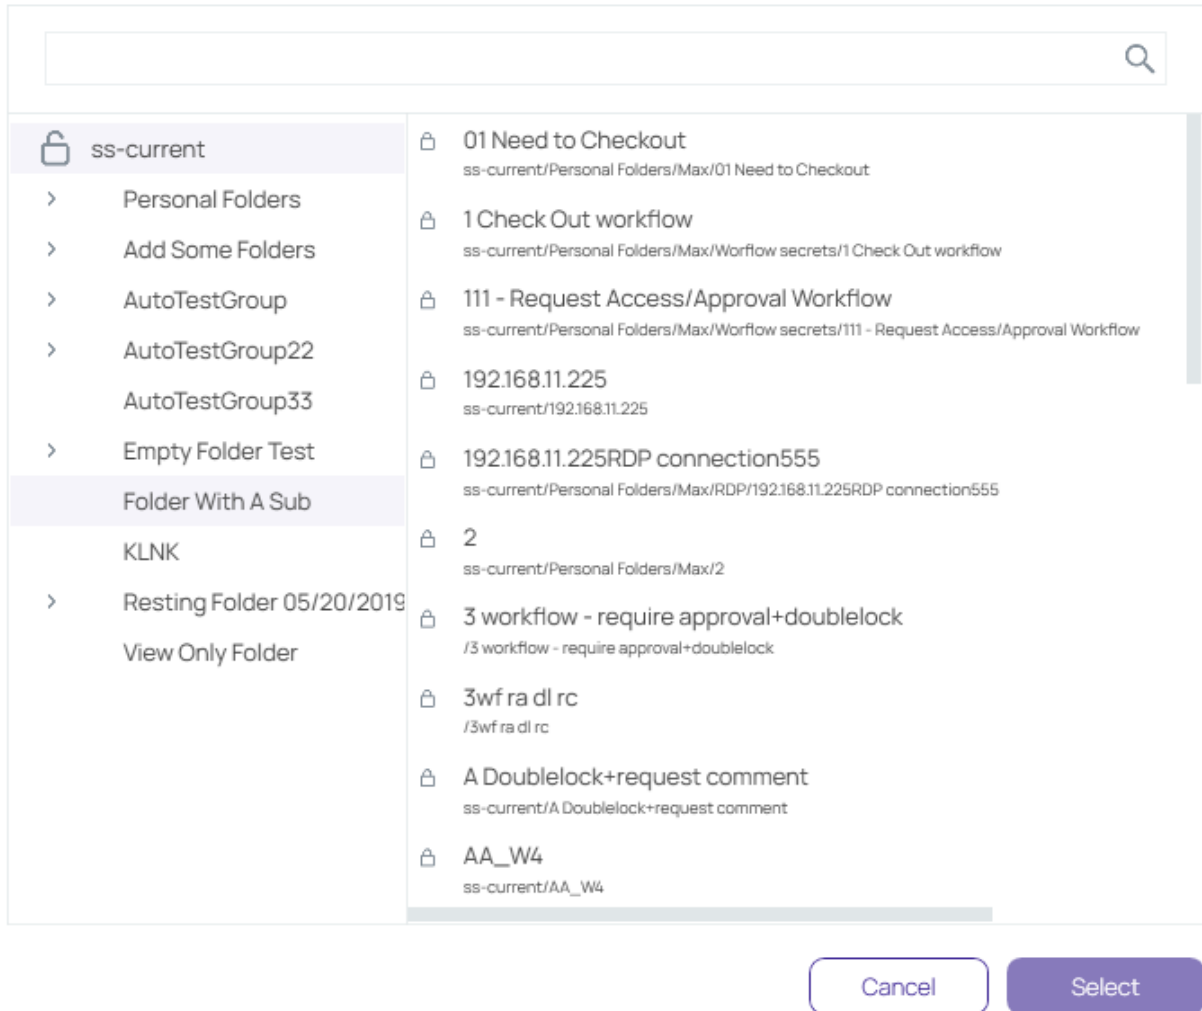 ss-current
Personal Folders
Add Some Folders
AutoTestGroup
AutoTestGroup22
AutoTestGroup33
Empty Folder Test
Folder With A Sub
KLNK
Resting Folder 05/20/2019
View Only Folder
01 Need to Checkout
ss-current/Personal Folders/Max/01 Need to Checkout
1 Check Out workflow
ss-current/Personal Folders/Max/Worflow secrets/1 Check Out workflow
111 - Request Access/Approval Workflow
ss-current/Personal Folders/Max/Worflow secrets/111 - Request Access/Approval Workflow
192.168.11.225
ss-current/192.168.11.225
192.168.11.225RDP connection555
ss-current/Personal Folders/Max/RDP/192.168.11.225RDP connection555
2
ss-current/Personal Folders/Max/2
3 workflow - require approval+doublelock
/3 workflow - require approval+doublelock
3wf ra dl rc
/3wf ra dl rc
A Doublelock+request comment
ss-current/A Doublelock+request comment
AA_W4
ss-current/AA_W4
Cancel
Select